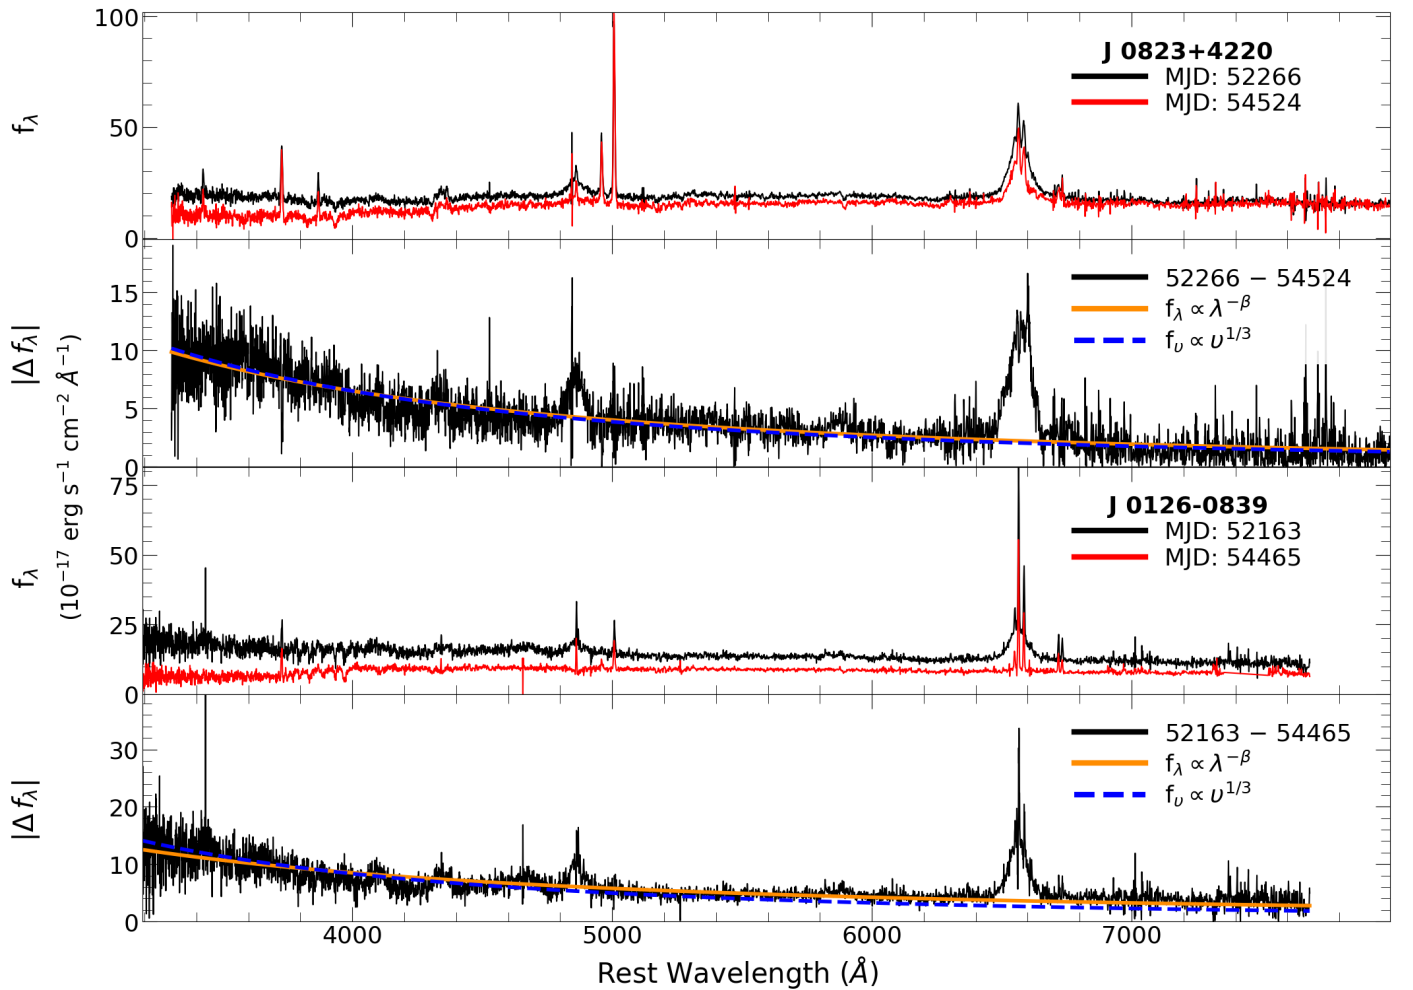 100
50
0
f_λ
J 0823+4220
MJD: 52266
MJD: 54524
15
10
5
0
|Δ f_λ|
52266 − 54524
f_λ ∝ λ^−β
f_υ ∝ υ^1/3
(10^−17 erg s^−1 cm^−2 Å^−1)
75
50
25
0
f_λ
J 0126-0839
MJD: 52163
MJD: 54465
30
20
10
0
|Δ f_λ|
52163 − 54465
f_λ ∝ λ^−β
f_υ ∝ υ^1/3
4000 5000 6000 7000
Rest Wavelength (Å)